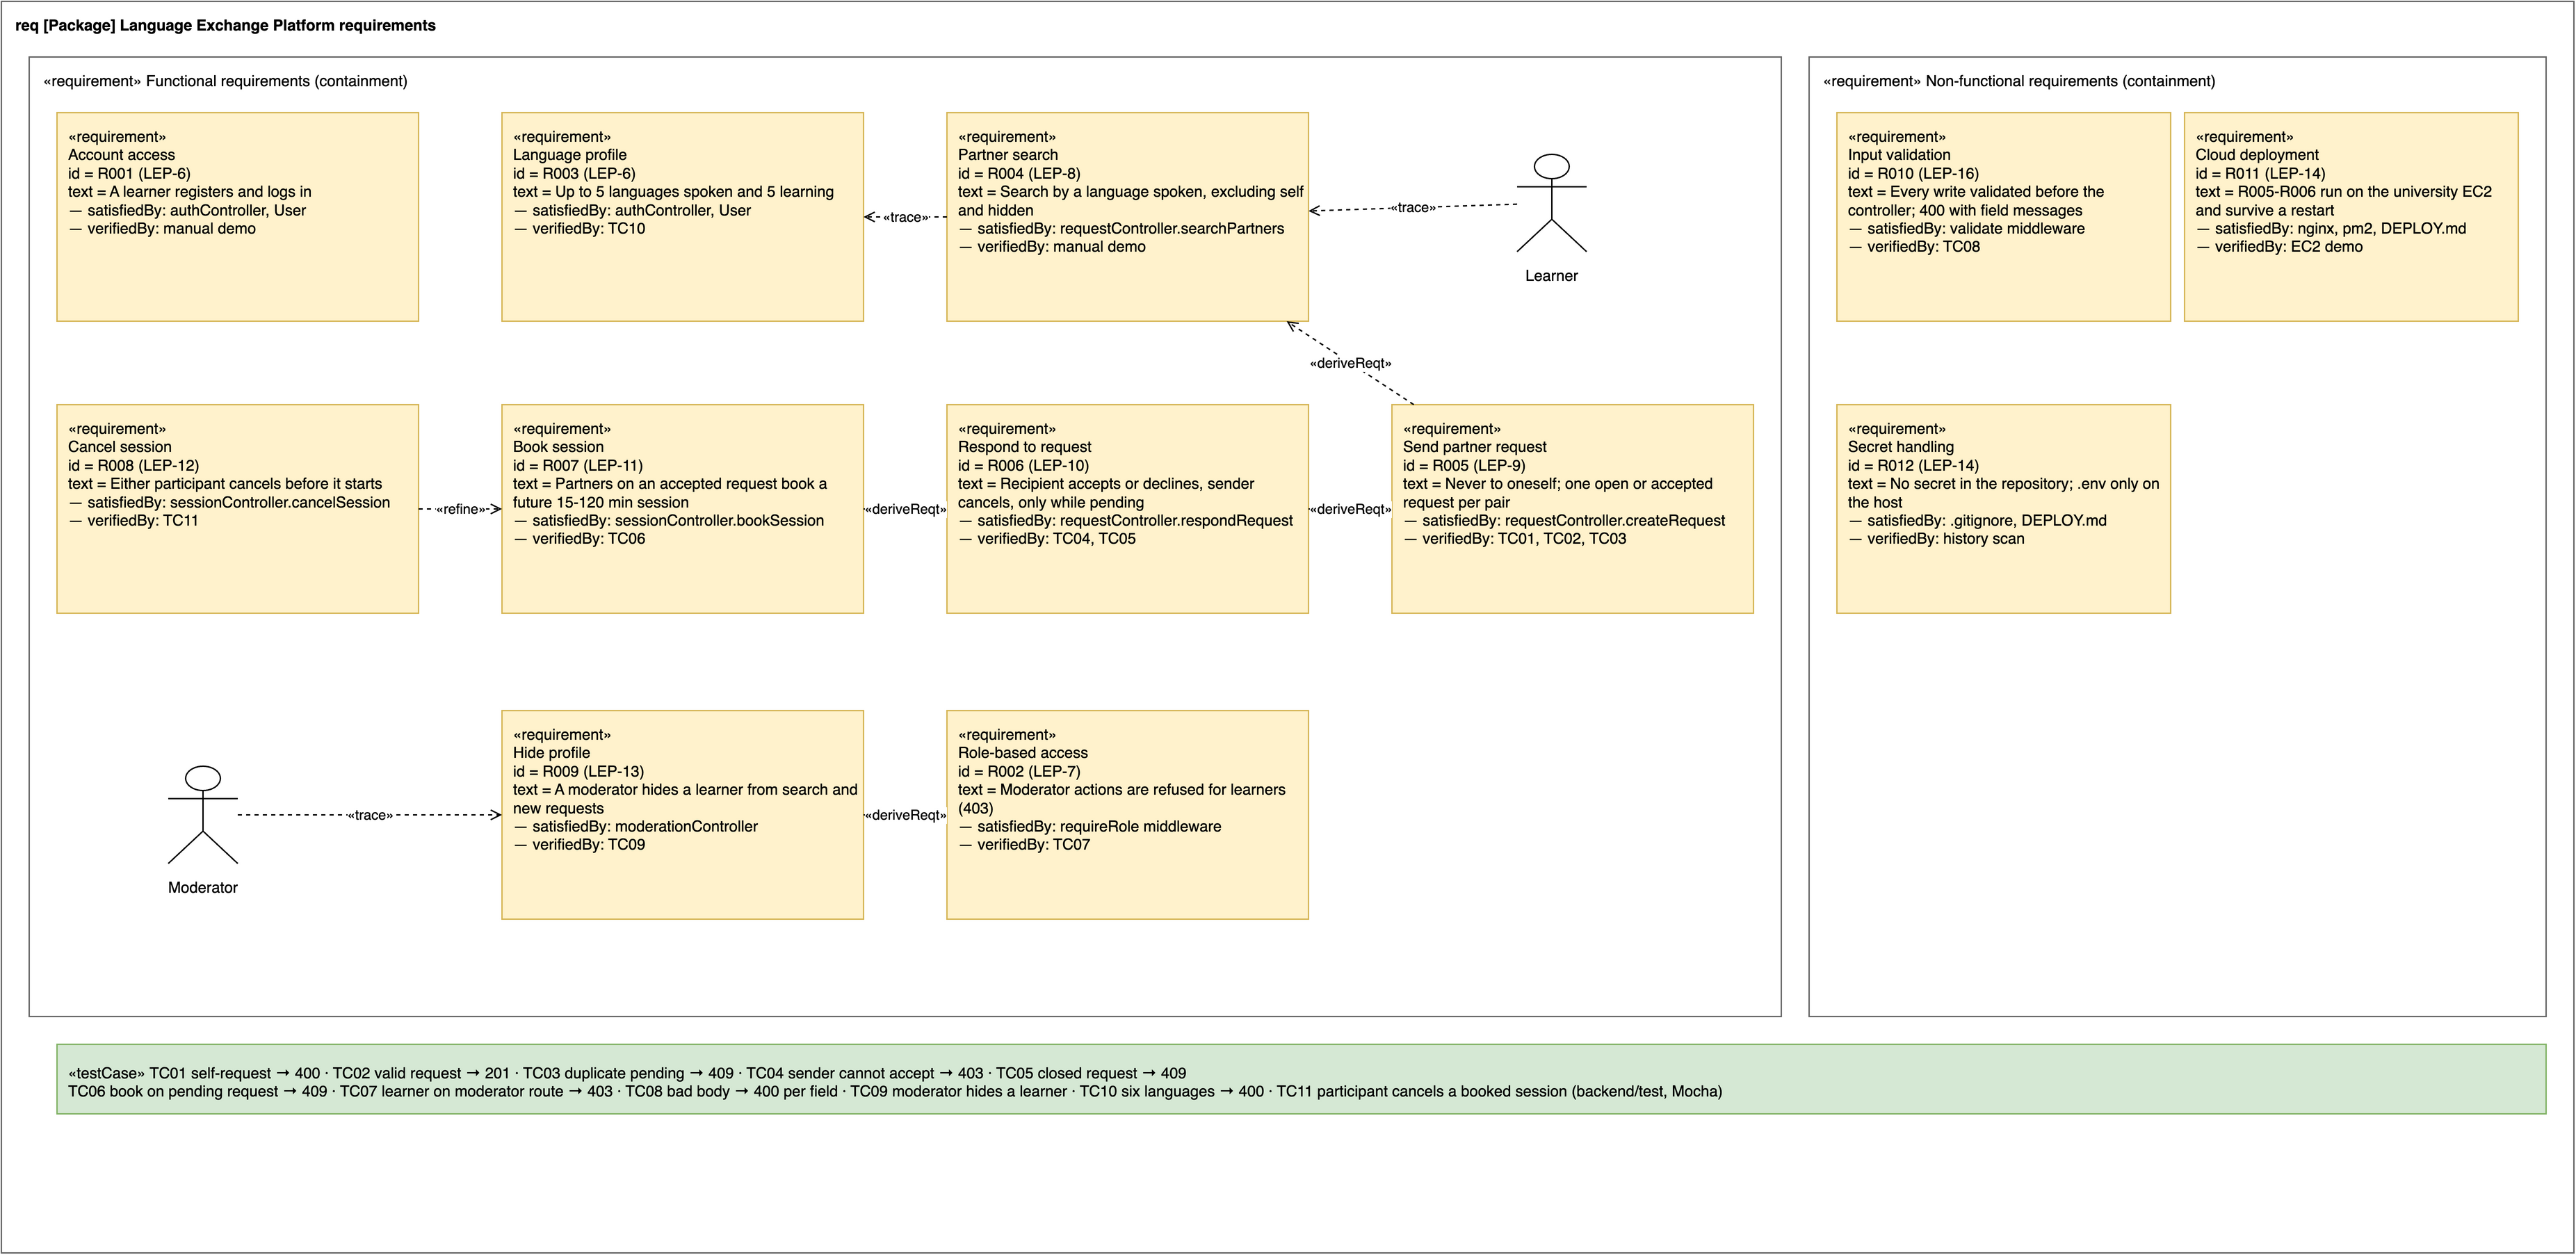 req [Package] Language Exchange Platform requirements
«requirement» Functional requirements (containment)
«requirement»
Account access
id = R001 (LEP-6)
text = A learner registers and logs in
— satisfiedBy: authController, User
— verifiedBy: manual demo
«requirement»
Language profile
id = R003 (LEP-6)
text = Up to 5 languages spoken and 5 learning
— satisfiedBy: authController, User
— verifiedBy: TC10
«trace»
«requirement»
Partner search
id = R004 (LEP-8)
text = Search by a language spoken, excluding self
and hidden
— satisfiedBy: requestController.searchPartners
— verifiedBy: manual demo
«trace»
Learner
«deriveReqt»
«requirement»
Cancel session
id = R008 (LEP-12)
text = Either participant cancels before it starts
— satisfiedBy: sessionController.cancelSession
— verifiedBy: TC11
«refine»
«requirement»
Book session
id = R007 (LEP-11)
text = Partners on an accepted request book a
future 15-120 min session
— satisfiedBy: sessionController.bookSession
— verifiedBy: TC06
«deriveReqt»
«requirement»
Respond to request
id = R006 (LEP-10)
text = Recipient accepts or declines, sender
cancels, only while pending
— satisfiedBy: requestController.respondRequest
— verifiedBy: TC04, TC05
«deriveReqt»
«requirement»
Send partner request
id = R005 (LEP-9)
text = Never to oneself; one open or accepted
request per pair
— satisfiedBy: requestController.createRequest
— verifiedBy: TC01, TC02, TC03
Moderator
«trace»
«requirement»
Hide profile
id = R009 (LEP-13)
text = A moderator hides a learner from search and
new requests
— satisfiedBy: moderationController
— verifiedBy: TC09
«deriveReqt»
«requirement»
Role-based access
id = R002 (LEP-7)
text = Moderator actions are refused for learners
(403)
— satisfiedBy: requireRole middleware
— verifiedBy: TC07
«requirement» Non-functional requirements (containment)
«requirement»
Input validation
id = R010 (LEP-16)
text = Every write validated before the
controller; 400 with field messages
— satisfiedBy: validate middleware
— verifiedBy: TC08
«requirement»
Cloud deployment
id = R011 (LEP-14)
text = R005-R006 run on the university EC2
and survive a restart
— satisfiedBy: nginx, pm2, DEPLOY.md
— verifiedBy: EC2 demo
«requirement»
Secret handling
id = R012 (LEP-14)
text = No secret in the repository; .env only on
the host
— satisfiedBy: .gitignore, DEPLOY.md
— verifiedBy: history scan
«testCase» TC01 self-request → 400 · TC02 valid request → 201 · TC03 duplicate pending → 409 · TC04 sender cannot accept → 403 · TC05 closed request → 409
TC06 book on pending request → 409 · TC07 learner on moderator route → 403 · TC08 bad body → 400 per field · TC09 moderator hides a learner · TC10 six languages → 400 · TC11 participant cancels a booked session (backend/test, Mocha)